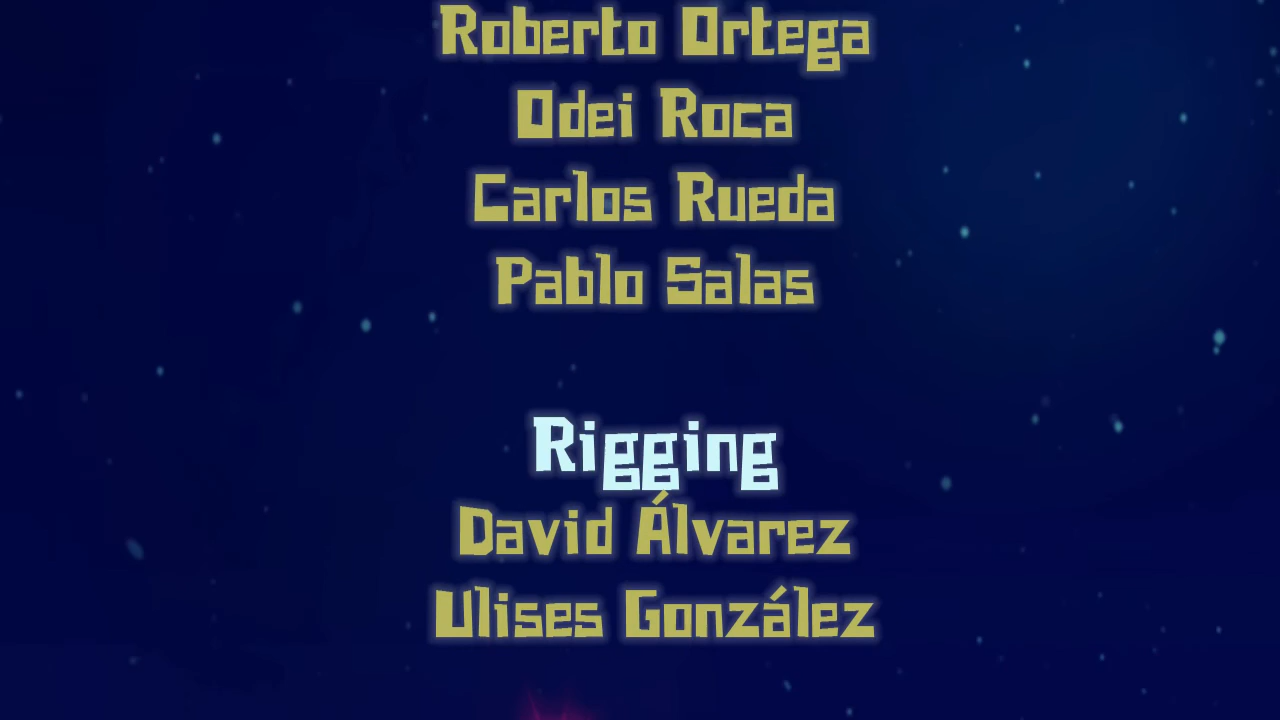 Roberto Ortega
Odei Roca
Carlos Rueda
Pablo Salas
Rigging
David Álvarez
Ulises González